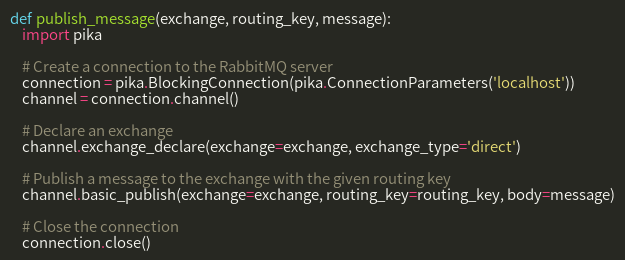 def publish_message(exchange, routing_key, message):
    import pika

    # Create a connection to the RabbitMQ server
    connection = pika.BlockingConnection(pika.ConnectionParameters('localhost'))
    channel = connection.channel()

    # Declare an exchange
    channel.exchange_declare(exchange=exchange, exchange_type='direct')

    # Publish a message to the exchange with the given routing key
    channel.basic_publish(exchange=exchange, routing_key=routing_key, body=message)

    # Close the connection
    connection.close()